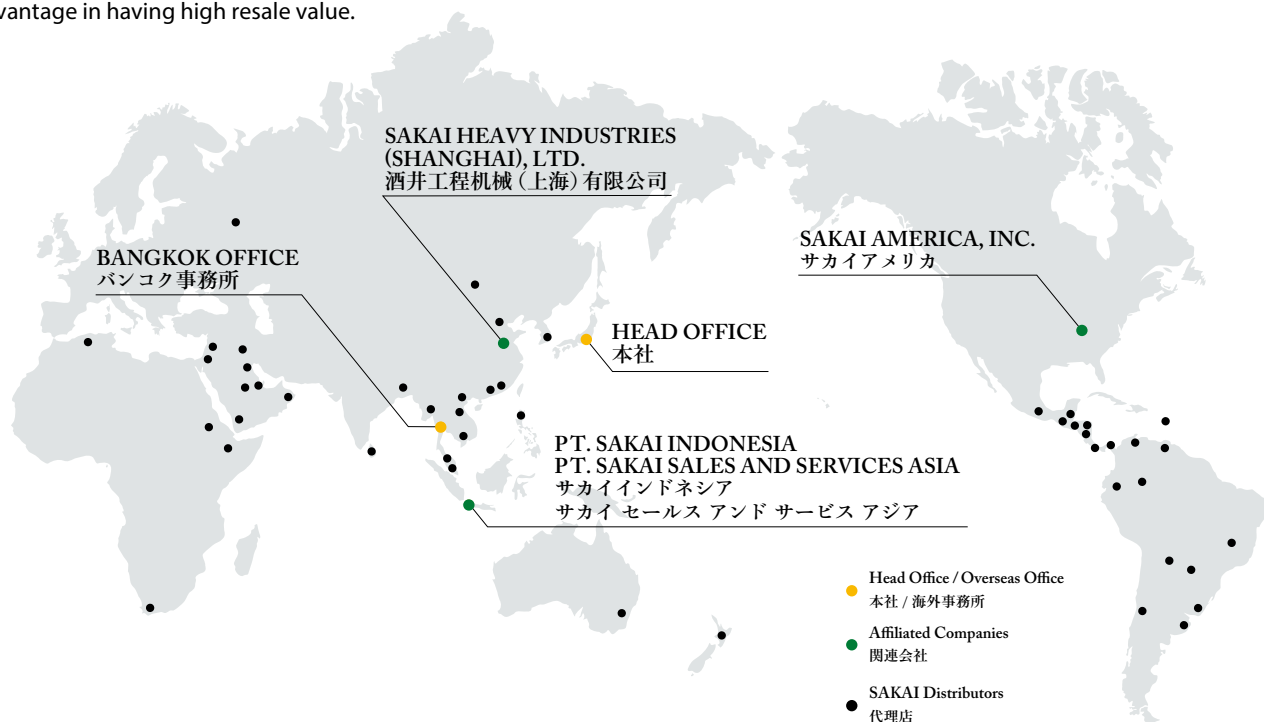 vantage in having high resale value.
SAKAI HEAVY INDUSTRIES
(SHANGHAI), LTD.
酒井工程机械（上海）有限公司
BANGKOK OFFICE
バンコク事務所
SAKAI AMERICA, INC.
サカイアメリカ
HEAD OFFICE
本社
PT. SAKAI INDONESIA
PT. SAKAI SALES AND SERVICES ASIA
サカイインドネシア
サカイ セールス アンド サービス アジア
Head Office / Overseas Office
本社 / 海外事務所
Affiliated Companies
関連会社
SAKAI Distributors
代理店